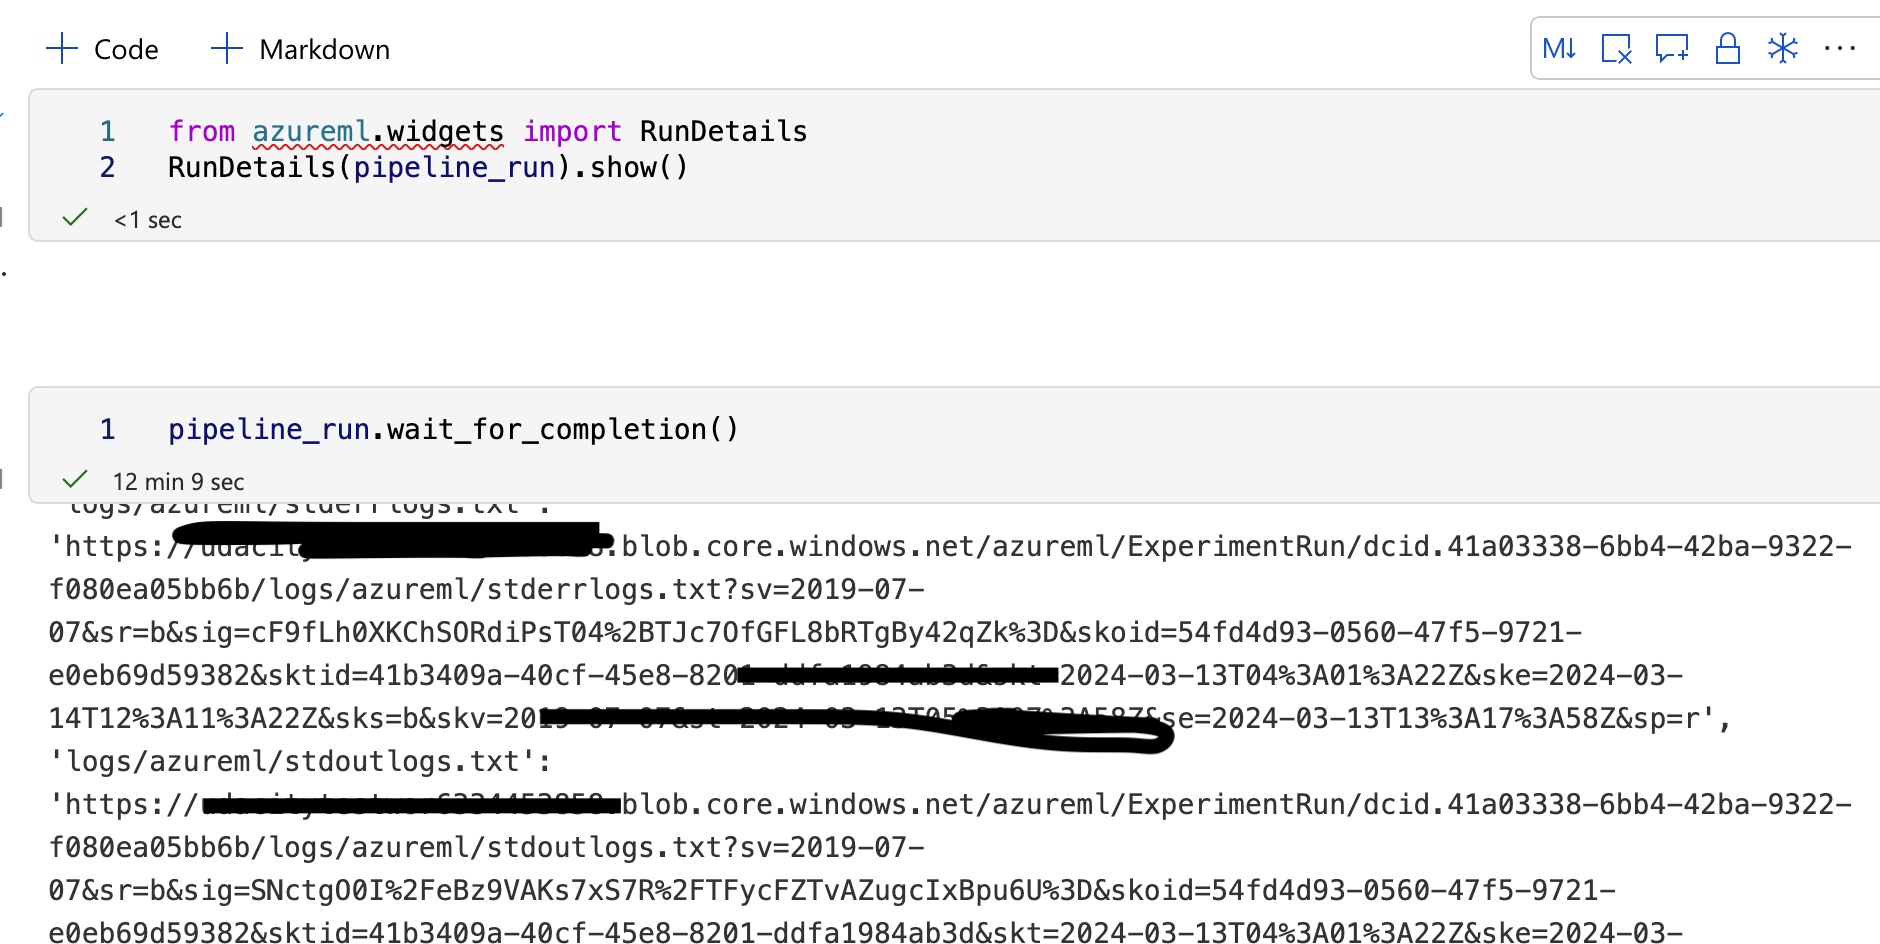 Code Markdown M↓ ...
1 from azureml.widgets import RunDetails
2 RunDetails(pipeline_run).show()
<1 sec
1 pipeline_run.wait_for_completion()
12 min 9 sec
'logs/azureml/stderrlogs.txt':
'https:// .blob.core.windows.net/azureml/ExperimentRun/dcid.41a03338-6bb4-42ba-9322-
f080ea05bb6b/logs/azureml/stderrlogs.txt?sv=2019-07-
07&sr=b&sig=cF9fLh0XKChSORdiPsT04%2BTJc7OfGFL8bRTgBy42qZk%3D&skoid=54fd4d93-0560-47f5-9721-
e0eb69d59382&sktid=41b3409a-40cf-45e8-820 2024-03-13T04%3A01%3A22Z&ske=2024-03-
14T12%3A11%3A22Z&sks=b&skv=20 &se=2024-03-13T13%3A17%3A58Z&sp=r',
'logs/azureml/stdoutlogs.txt':
'https:// blob.core.windows.net/azureml/ExperimentRun/dcid.41a03338-6bb4-42ba-9322-
f080ea05bb6b/logs/azureml/stdoutlogs.txt?sv=2019-07-
07&sr=b&sig=SNctgO0I%2FeBz9VAKs7xS7R%2FTFycFZTvAZugcIxBpu6U%3D&skoid=54fd4d93-0560-47f5-9721-
e0eb69d59382&sktid=41b3409a-40cf-45e8-8201-ddfa1984ab3d&skt=2024-03-13T04%3A01%3A22Z&ske=2024-03-